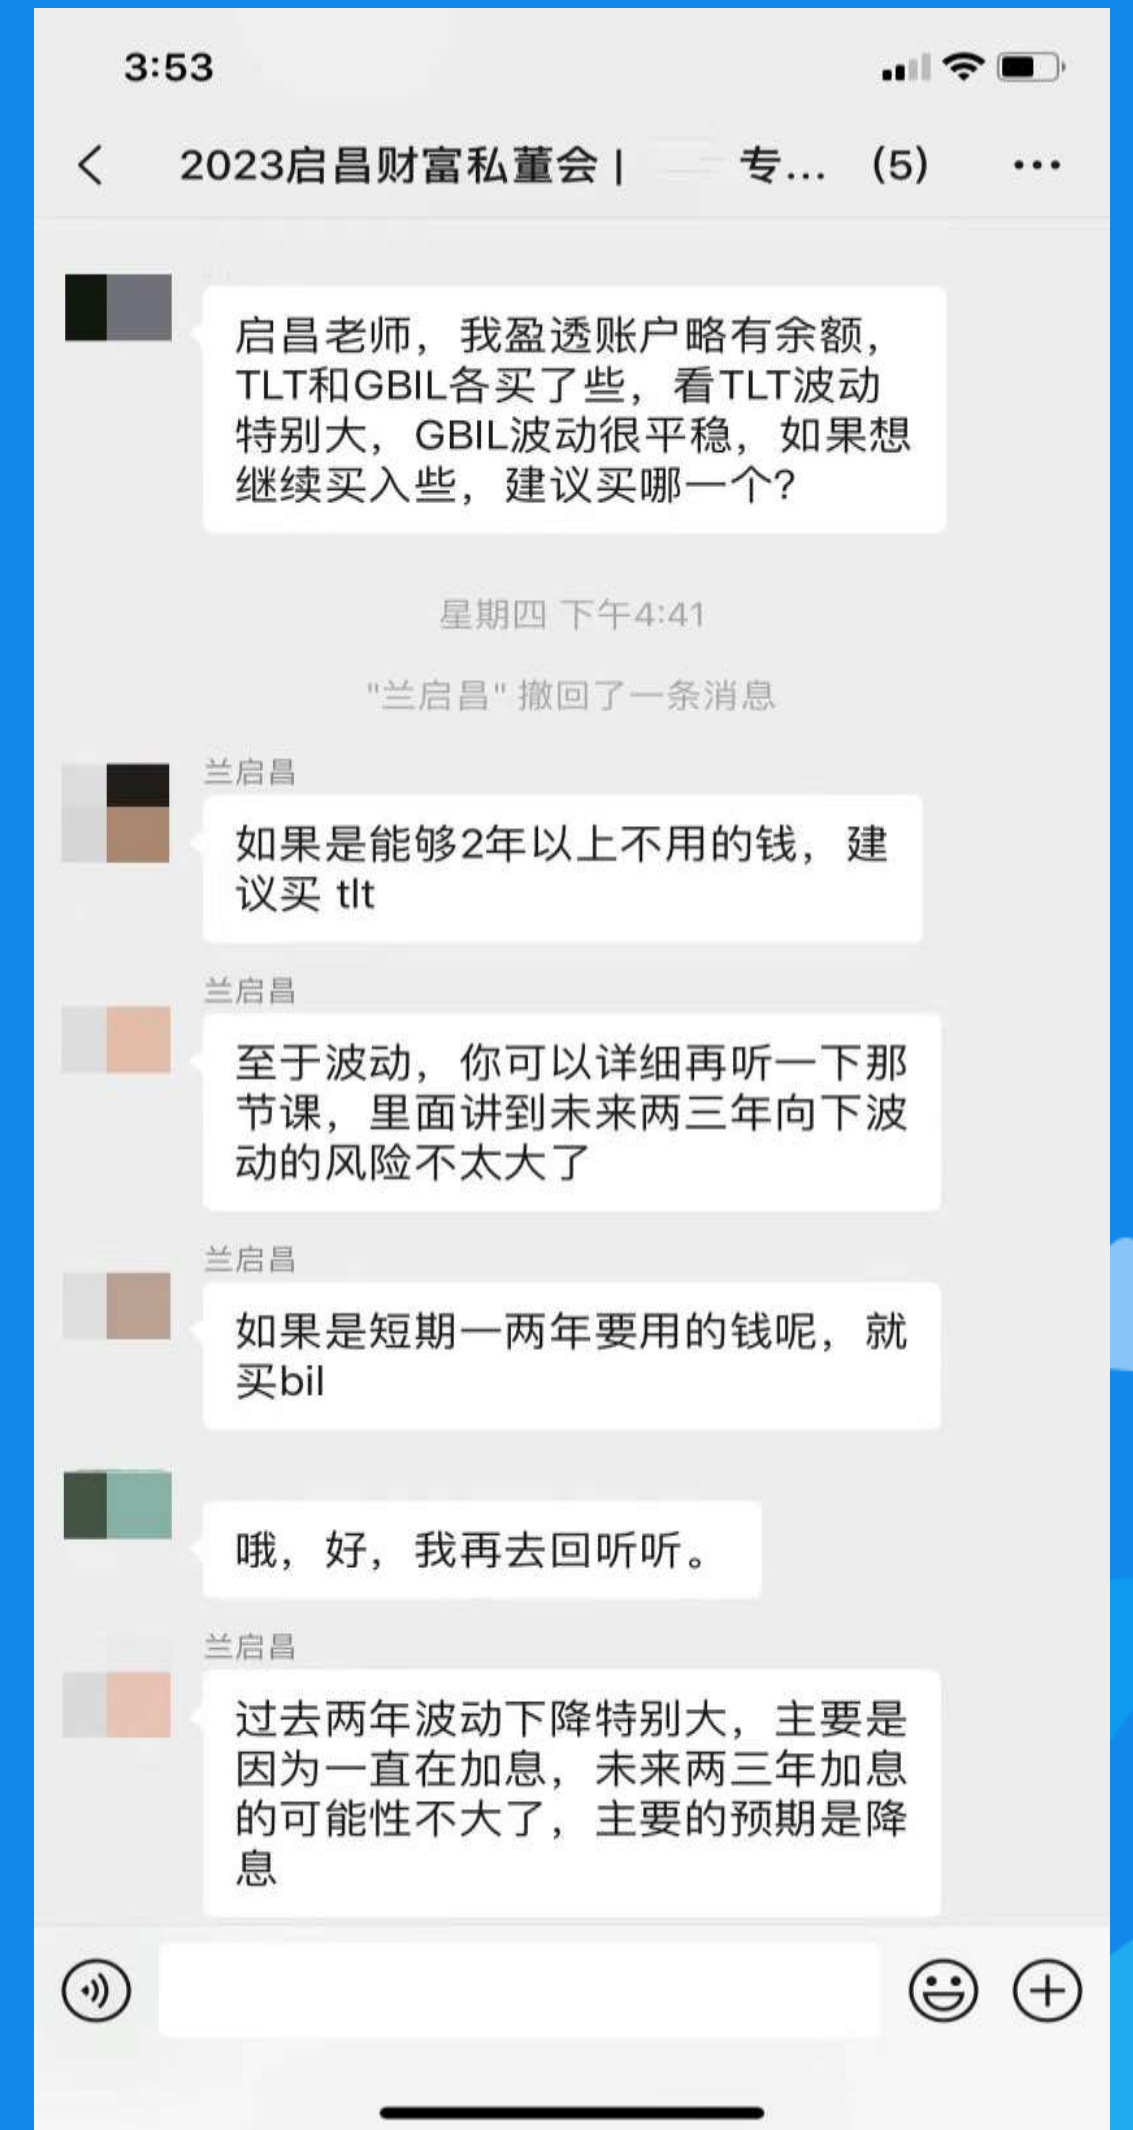 3:53
2023启昌财富私董会 | 专... (5)
启昌老师，我盈透账户略有余额，
TLT和GBIL各买了些，看TLT波动
特别大，GBIL波动很平稳，如果想
继续买入些，建议买哪一个?
星期四 下午4:41
"兰启昌" 撤回了一条消息
兰启昌
如果是能够2年以上不用的钱，建
议买 tlt
兰启昌
至于波动，你可以详细再听一下那
节课，里面讲到未来两三年向下波
动的风险不太大了
兰启昌
如果是短期一两年要用的钱呢，就
买bil
哦，好，我再去回听听。
兰启昌
过去两年波动下降特别大，主要是
因为一直在加息，未来两三年加息
的可能性不大了，主要的预期是降
息